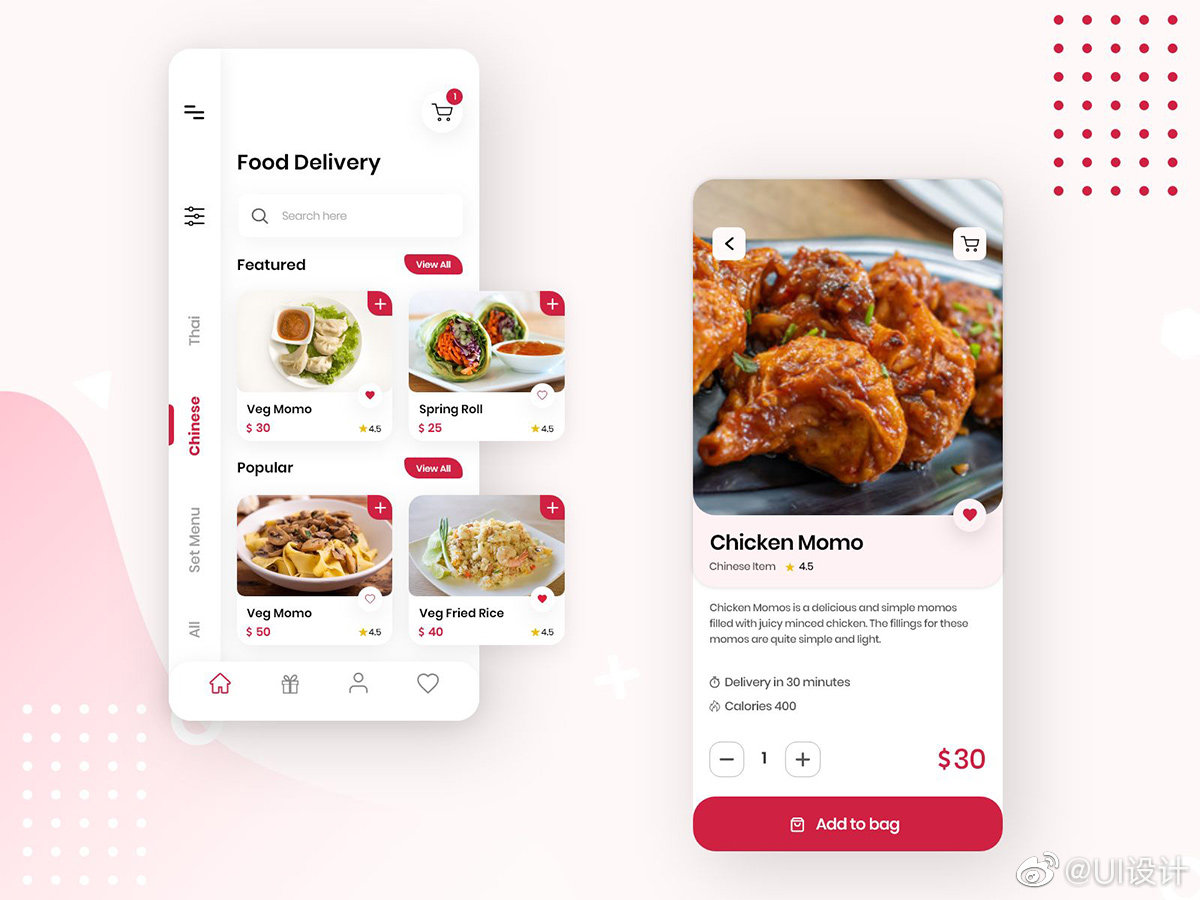 1
Food Delivery
Search here
Featured
View All
Veg Momo
$ 30
4.5
Spring Roll
$ 25
4.5
Popular
View All
Veg Momo
$ 50
4.5
Veg Fried Rice
$ 40
4.5
Thai
Chinese
Set Menu
All
Chicken Momo
Chinese Item
4.5
Chicken Momos is a delicious and simple momos
filled with juicy minced chicken. The fillings for these
momos are quite simple and light.
Delivery in 30 minutes
Calories 400
1
$30
Add to bag
@UI设计